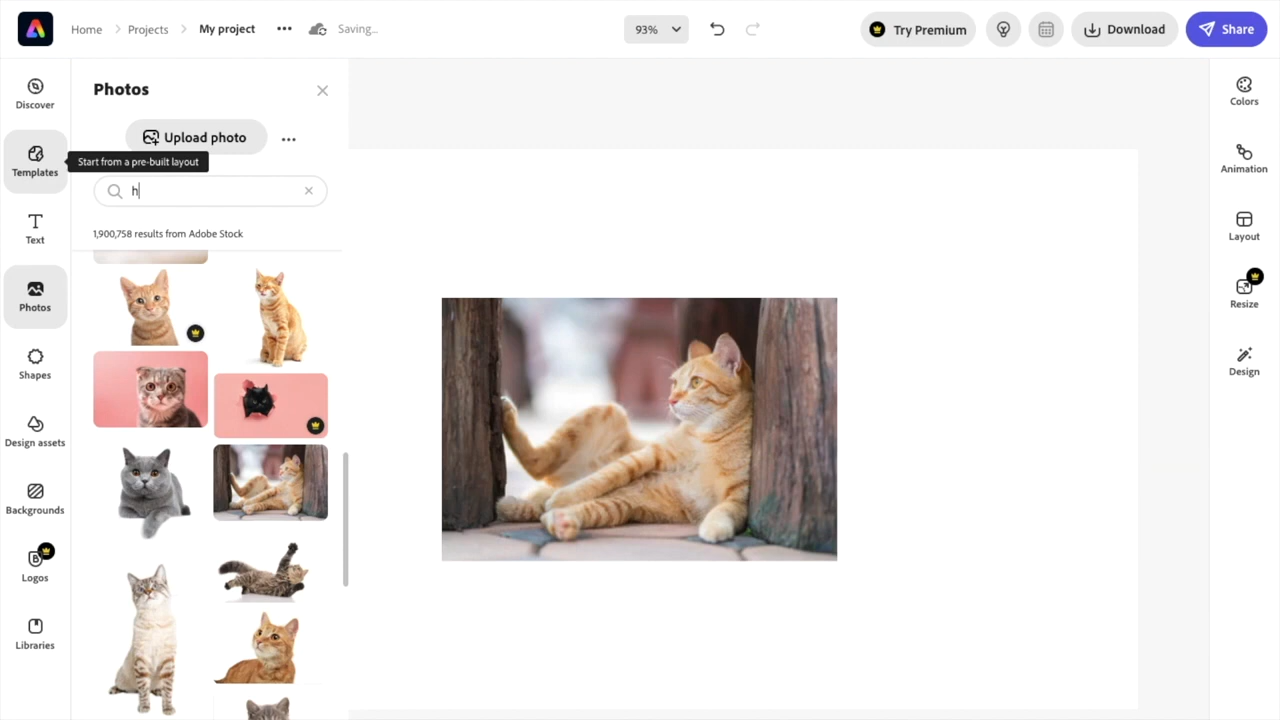 Home
Projects
My project
•••
Saving...
93%
Try Premium
Download
Share
Discover
Templates
Text
Photos
Shapes
Design assets
Backgrounds
Logos
Libraries
Photos
Upload photo
•••
Start from a pre-built layout
h
1,900,758 results from Adobe Stock
Colors
Animation
Layout
Resize
Design